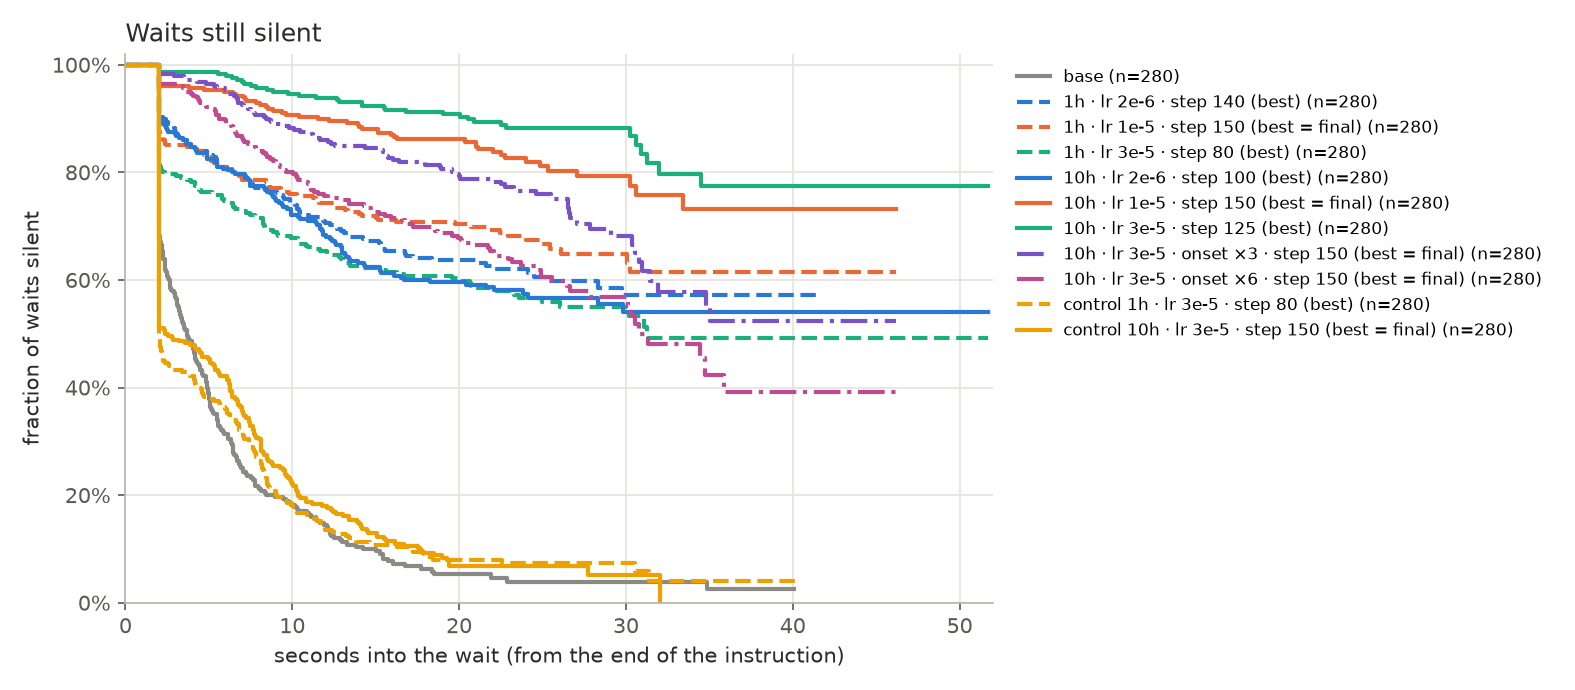 Waits still silent
fraction of waits silent
100%
80%
60%
40%
20%
0%
0
10
20
30
40
50
seconds into the wait (from the end of the instruction)
base (n=280)
1h · lr 2e-6 · step 140 (best) (n=280)
1h · lr 1e-5 · step 150 (best = final) (n=280)
1h · lr 3e-5 · step 80 (best) (n=280)
10h · lr 2e-6 · step 100 (best) (n=280)
10h · lr 1e-5 · step 150 (best = final) (n=280)
10h · lr 3e-5 · step 125 (best) (n=280)
10h · lr 3e-5 · onset ×3 · step 150 (best = final) (n=280)
10h · lr 3e-5 · onset ×6 · step 150 (best = final) (n=280)
control 1h · lr 3e-5 · step 80 (best) (n=280)
control 10h · lr 3e-5 · step 150 (best = final) (n=280)